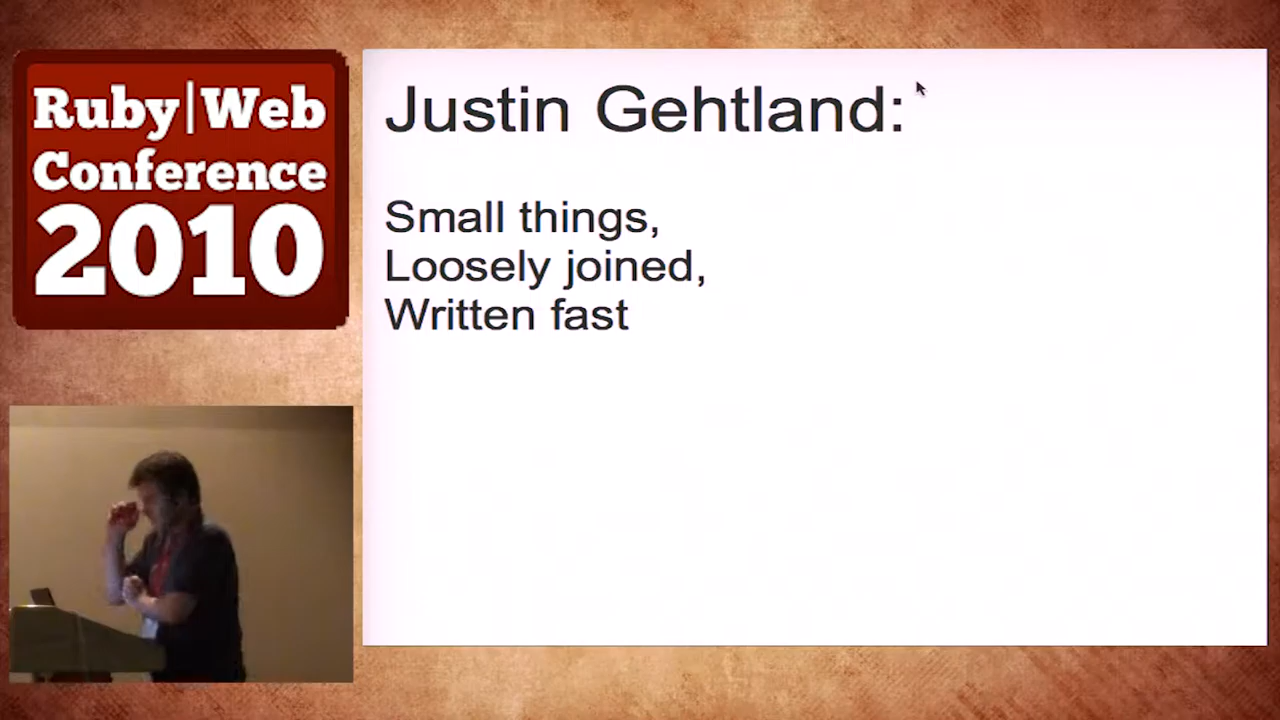 Ruby|Web
Conference
2010
Justin Gehtland:
Small things,
Loosely joined,
Written fast